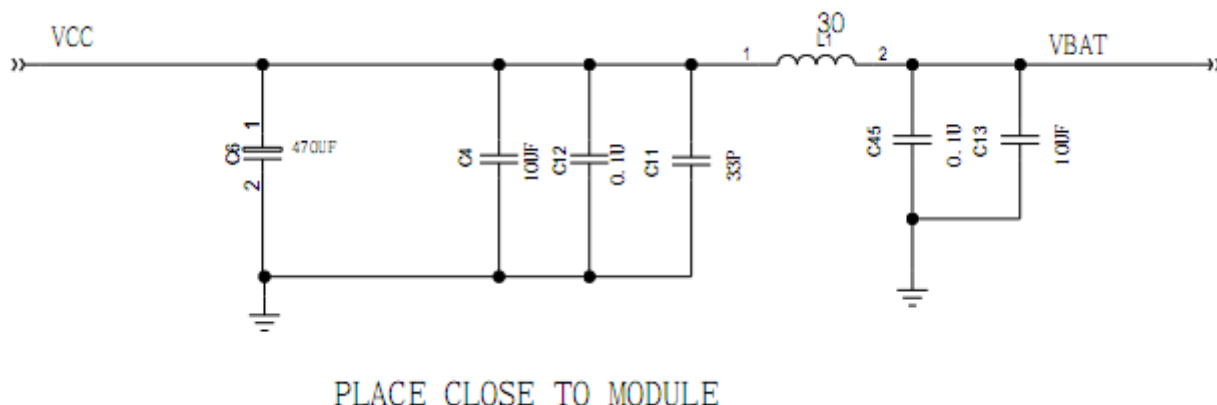 VCC
30
L1
1
2
VBAT
1
C6
470UF
2
C4
10UF
C12
0.1U
C11
33P
C45
0.1U
C13
10UF
PLACE CLOSE TO MODULE